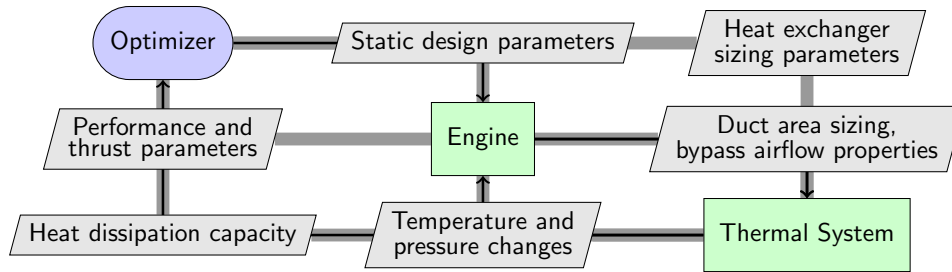 Optimizer
Static design parameters
Heat exchanger
sizing parameters
Performance and
thrust parameters
Engine
Duct area sizing,
bypass airflow properties
Heat dissipation capacity
Temperature and
pressure changes
Thermal System